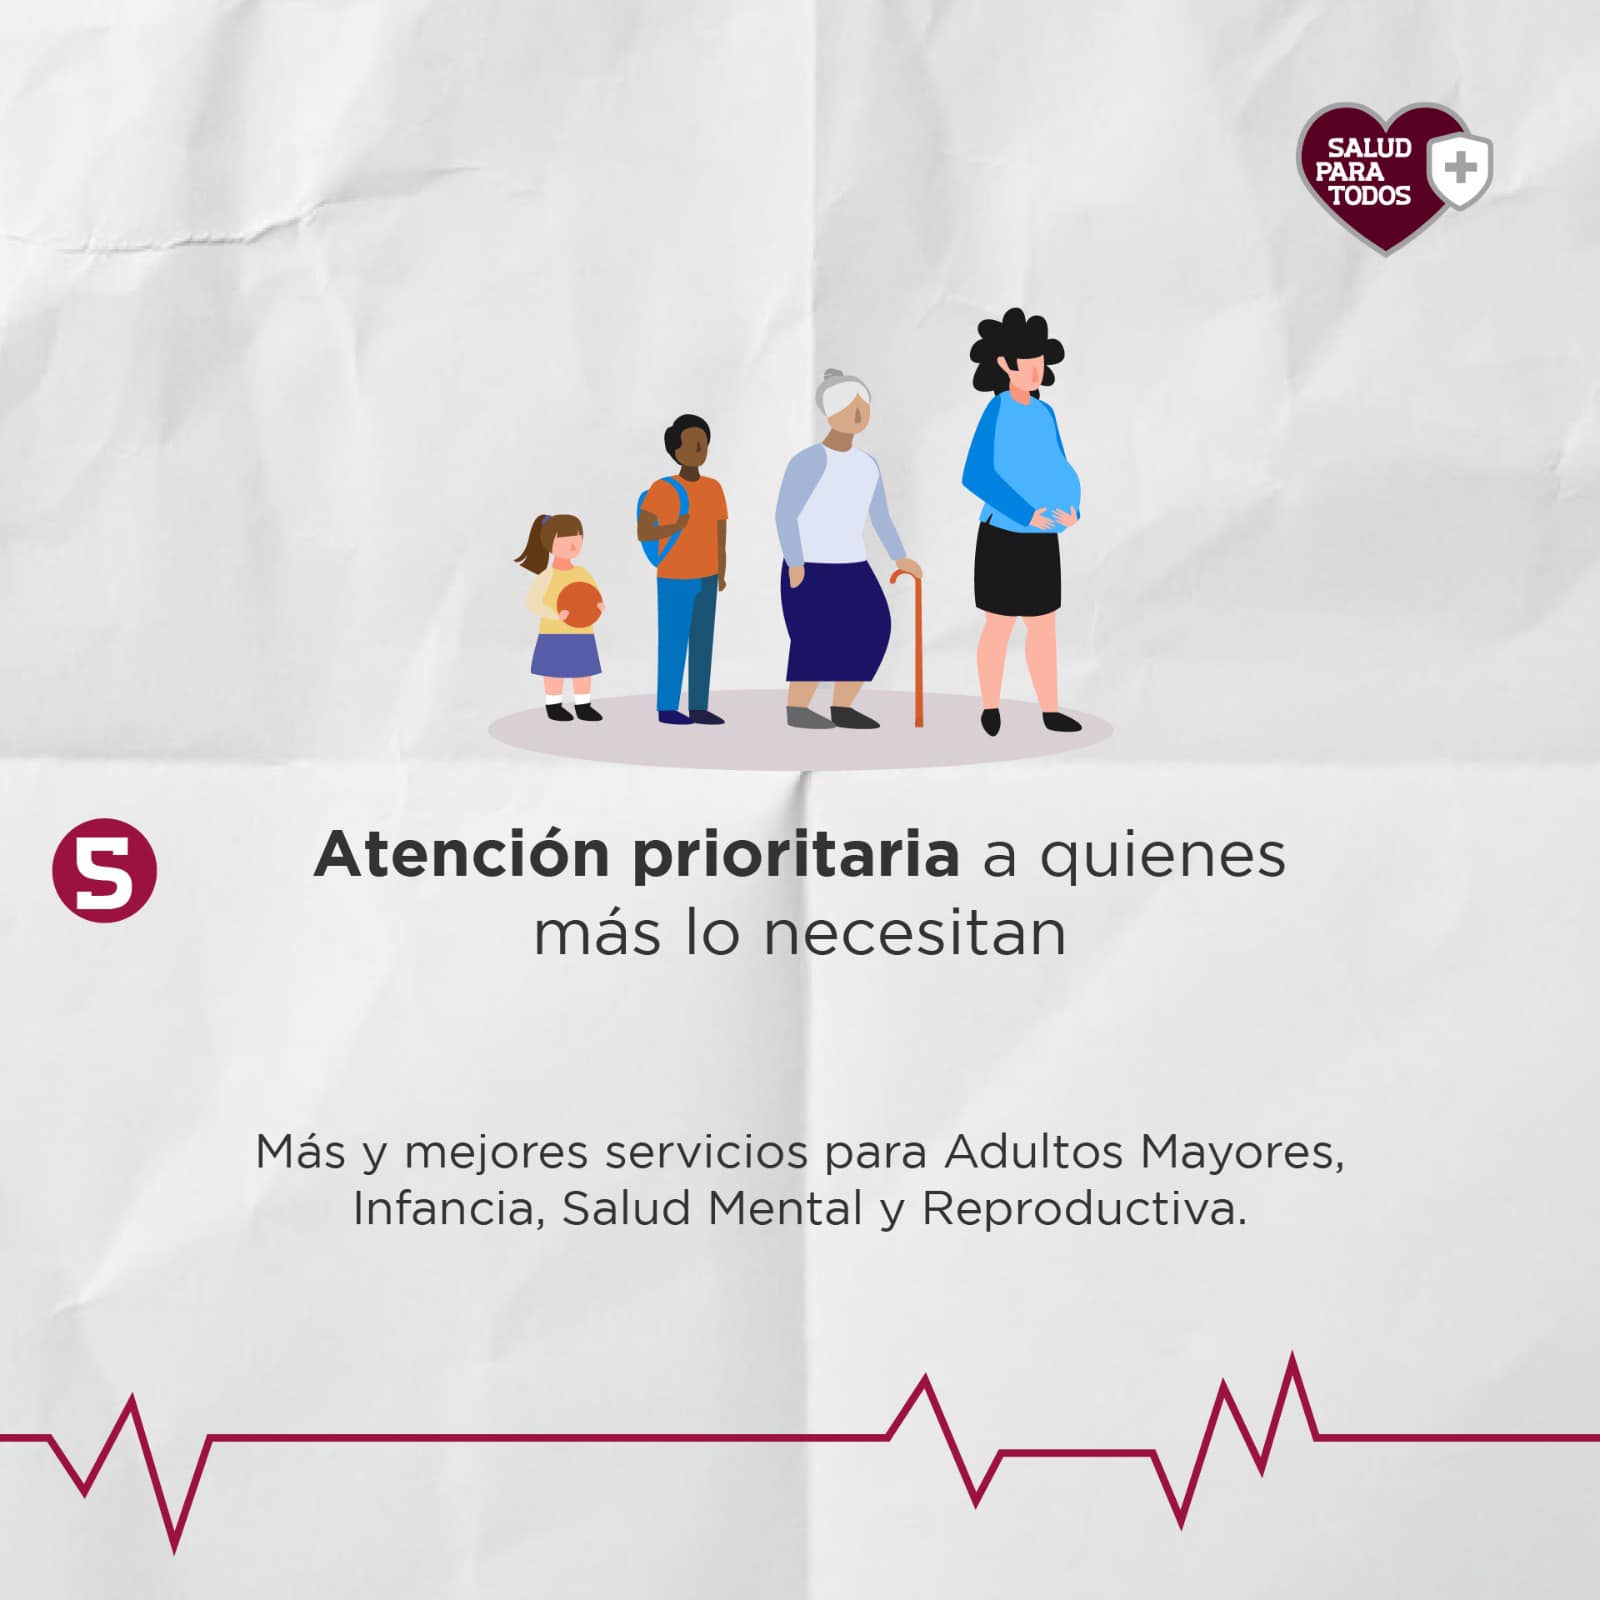 SALUD
PARA
TODOS
5
Atención prioritaria a quienes
más lo necesitan
Más y mejores servicios para Adultos Mayores,
Infancia, Salud Mental y Reproductiva.